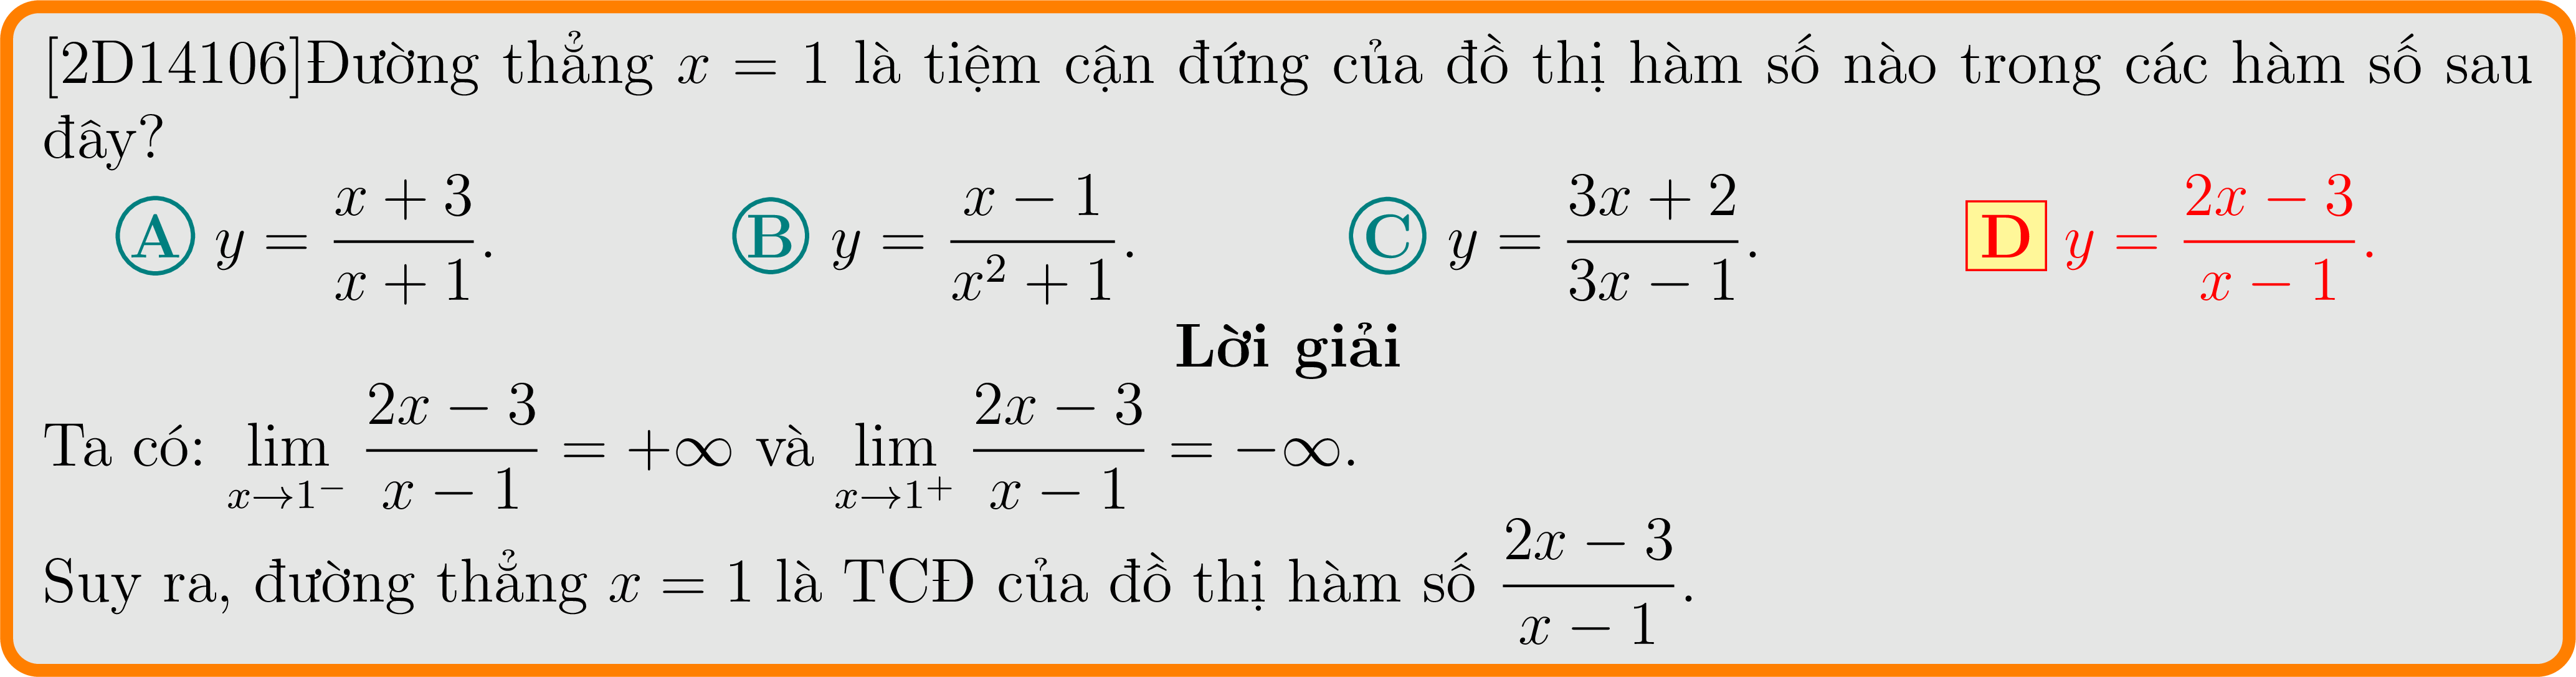 [2D14106]Đường thẳng x = 1 là tiệm cận đứng của đồ thị hàm số nào trong các hàm số sau
đây?
A y = \frac{x + 3}{x + 1}. B y = \frac{x - 1}{x^2 + 1}. C y = \frac{3x + 2}{3x - 1}. D y = \frac{2x - 3}{x - 1}.
Lời giải
Ta có: \lim_{x \to 1^-} \frac{2x - 3}{x - 1} = +\infty và \lim_{x \to 1^+} \frac{2x - 3}{x - 1} = -\infty.
Suy ra, đường thẳng x = 1 là TCĐ của đồ thị hàm số \frac{2x - 3}{x - 1}.